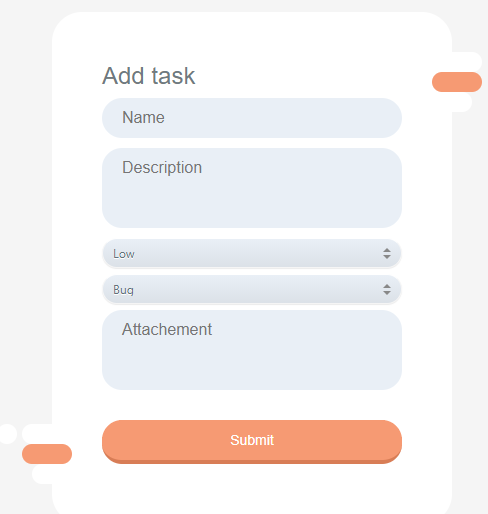 Add task
Name
Description
Low
Bug
Attachement
Submit